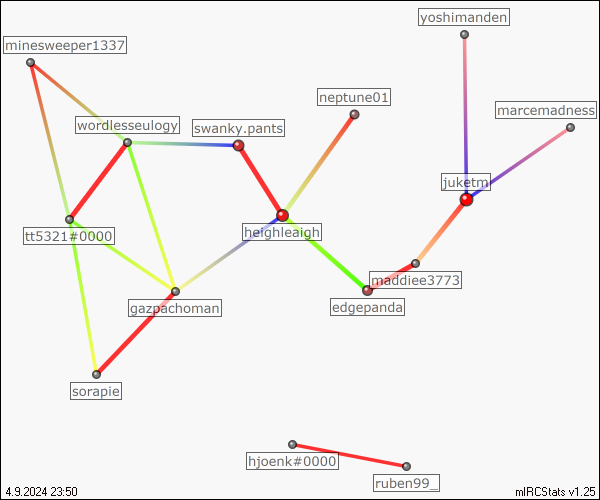 yoshimanden
minesweeper1337
neptune01
marcemadness
wordlesseulogy
swanky.pants
juketm
heighleaigh
tt5321#0000
maddiee3773
gazpachoman
edgepanda
sorapie
hjoenk#0000
ruben99_
4.9.2024 23:50
mIRCStats v1.25